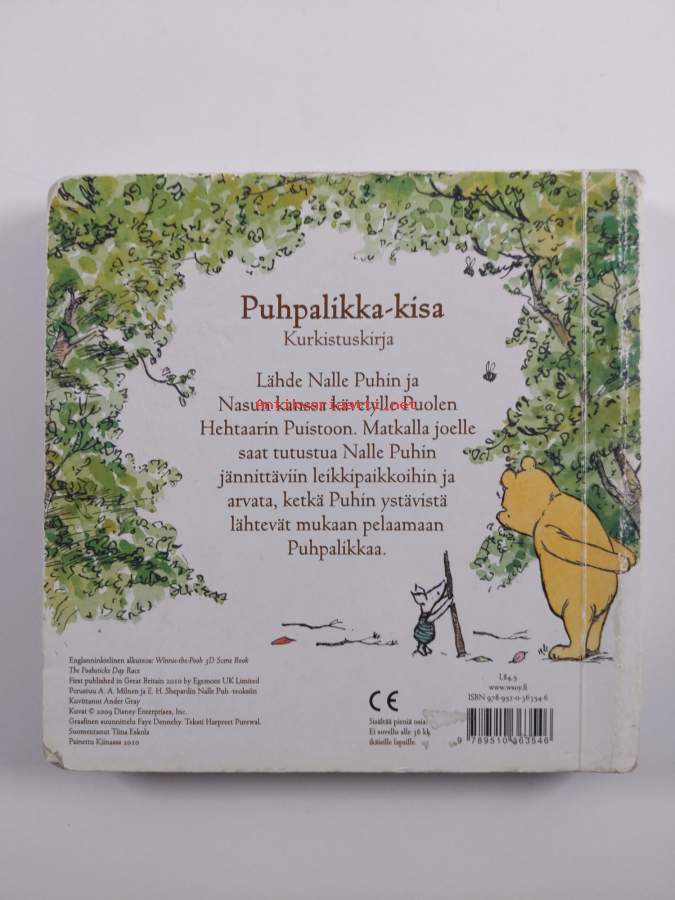 Puhpalikka-kisa
Kurkistuskirja
Lähde Nalle Puhin ja
Nasun kanssa kävelylle Puolen
Hehtaarin Puistoon. Matkalla joelle
saat tutustua Nalle Puhin
jännittäviin leikkipaikkoihin ja
arvata, ketkä Puhin ystävistä
lähtevät mukaan pelaamaan
Puhpalikkaa.
Englanninkielinen alkuteos: Winnie-the-Pooh 3D Scene Book
The Poohsticks Day Race
First published in Great Britain 2010 by Egmont UK Limited
Perustuu A. A. Milnen ja E. H. Shepardin Nalle Puh -teoksiin
Kuvittanut Andrew Gray
Kuvat © 2009 Disney Enterprises, Inc.
Graafinen suunnittelu Faye Dennehy. Teksti Harpreet Purewal.
Suomentanut Tiina Eskola
Painettu Kiinassa 2010
CE
Sisältää pieniä osia
Ei sovellu alle 36 kk
ikäisille lapsille.
L84.5
www.wsoy.fi
ISBN 978-951-0-36354-6
9 789510 363546